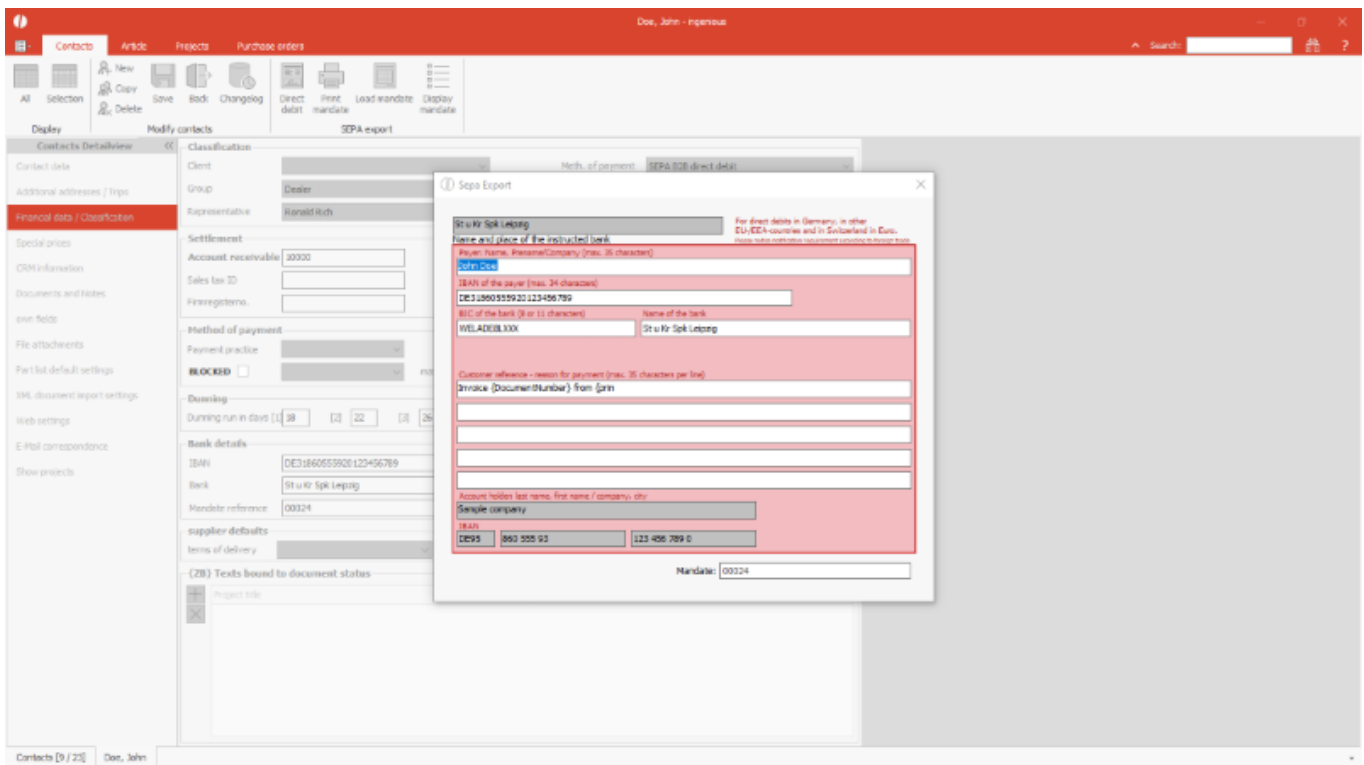 Doe, John - ingenious
Contacts Article Projects Purchase orders
Search:
All Selection
New
Copy
Delete
Save Back Changelog
Direct debit
Print mandate
Load mandate
Display mandate
Display Modify contacts SEPA export
Contacts Detailview
Contact data
Additional addresses / Trips
Financial data / Classification
Special prices
CRM information
Documents and Notes
own fields
File attachments
Part list default settings
XML document import settings
Web settings
E-Mail correspondence
Show projects
Classification
Client
Meth. of payment SEPA B2B direct debit
Group Dealer
Representative Ronald Rich
Settlement
Account receivable 10000
Sales tax ID
Firmregisterno.
Method of payment
Payment practice
BLOCKED
Dunning
Dunning run in days [1] 18 [2] 22 [3] 26
Bank details
IBAN DE31860555920123456789
Bank St u Kr Spk Leipzig
Mandate reference 00024
supplier defaults
terms of delivery
(ZB) Texts bound to document status
Project title
Sepa Export
St u Kr Spk Leipzig
Name and place of the instructed bank
For direct debits in Germany, in other
EU-/EEA-countries and in Switzerland in Euro.
Payer: Name, Prename/Company (max. 35 characters)
John Doe
IBAN of the payer (max. 34 characters)
DE31860555920123456789
BIC of the bank (8 or 11 characters) Name of the bank
WELADE8LXXX St u Kr Spk Leipzig
Customer reference - reason for payment (max. 35 characters per line)
Invoice {DocumentNumber} from {prin
Account holder: last name, first name / company, city
Sample company
IBAN
DE95 860 555 93 123 456 789 0
Mandate: 00024
Contacts [9 / 23] Doe, John